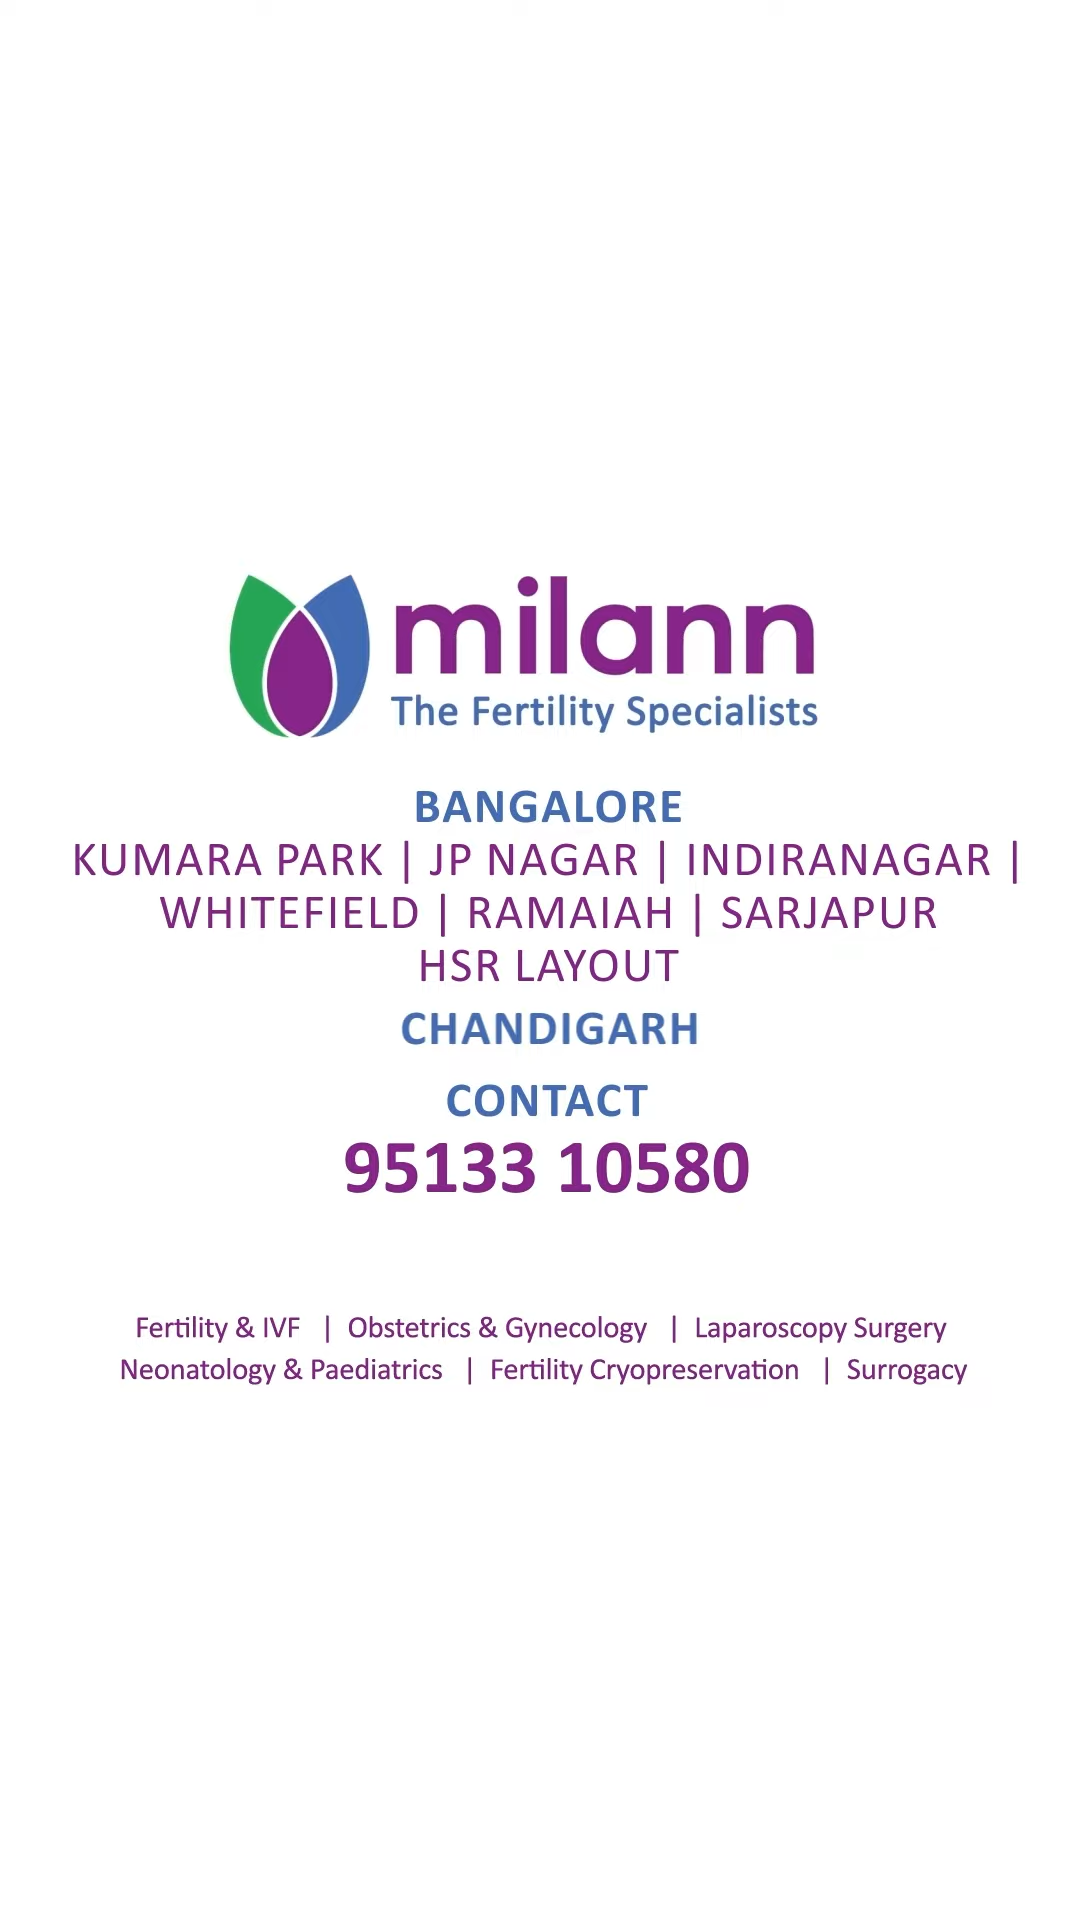 milann
The Fertility Specialists
BANGALORE
KUMARA PARK | JP NAGAR | INDIRANAGAR |
WHITEFIELD | RAMAIAH | SARJAPUR
HSR LAYOUT
CHANDIGARH
CONTACT
95133 10580
Fertility & IVF | Obstetrics & Gynecology | Laparoscopy Surgery
Neonatology & Paediatrics | Fertility Cryopreservation | Surrogacy